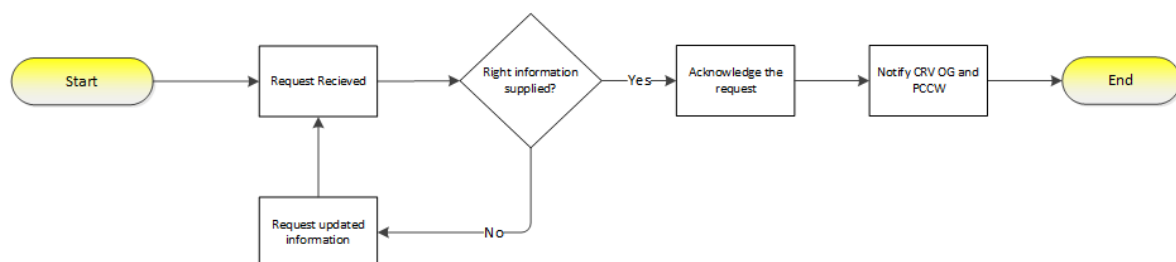 Start
Request Recieved
Right information
supplied?
Yes
Acknowledge the
request
Notify CRV OG and
PCCW
End
Request updated
information
No